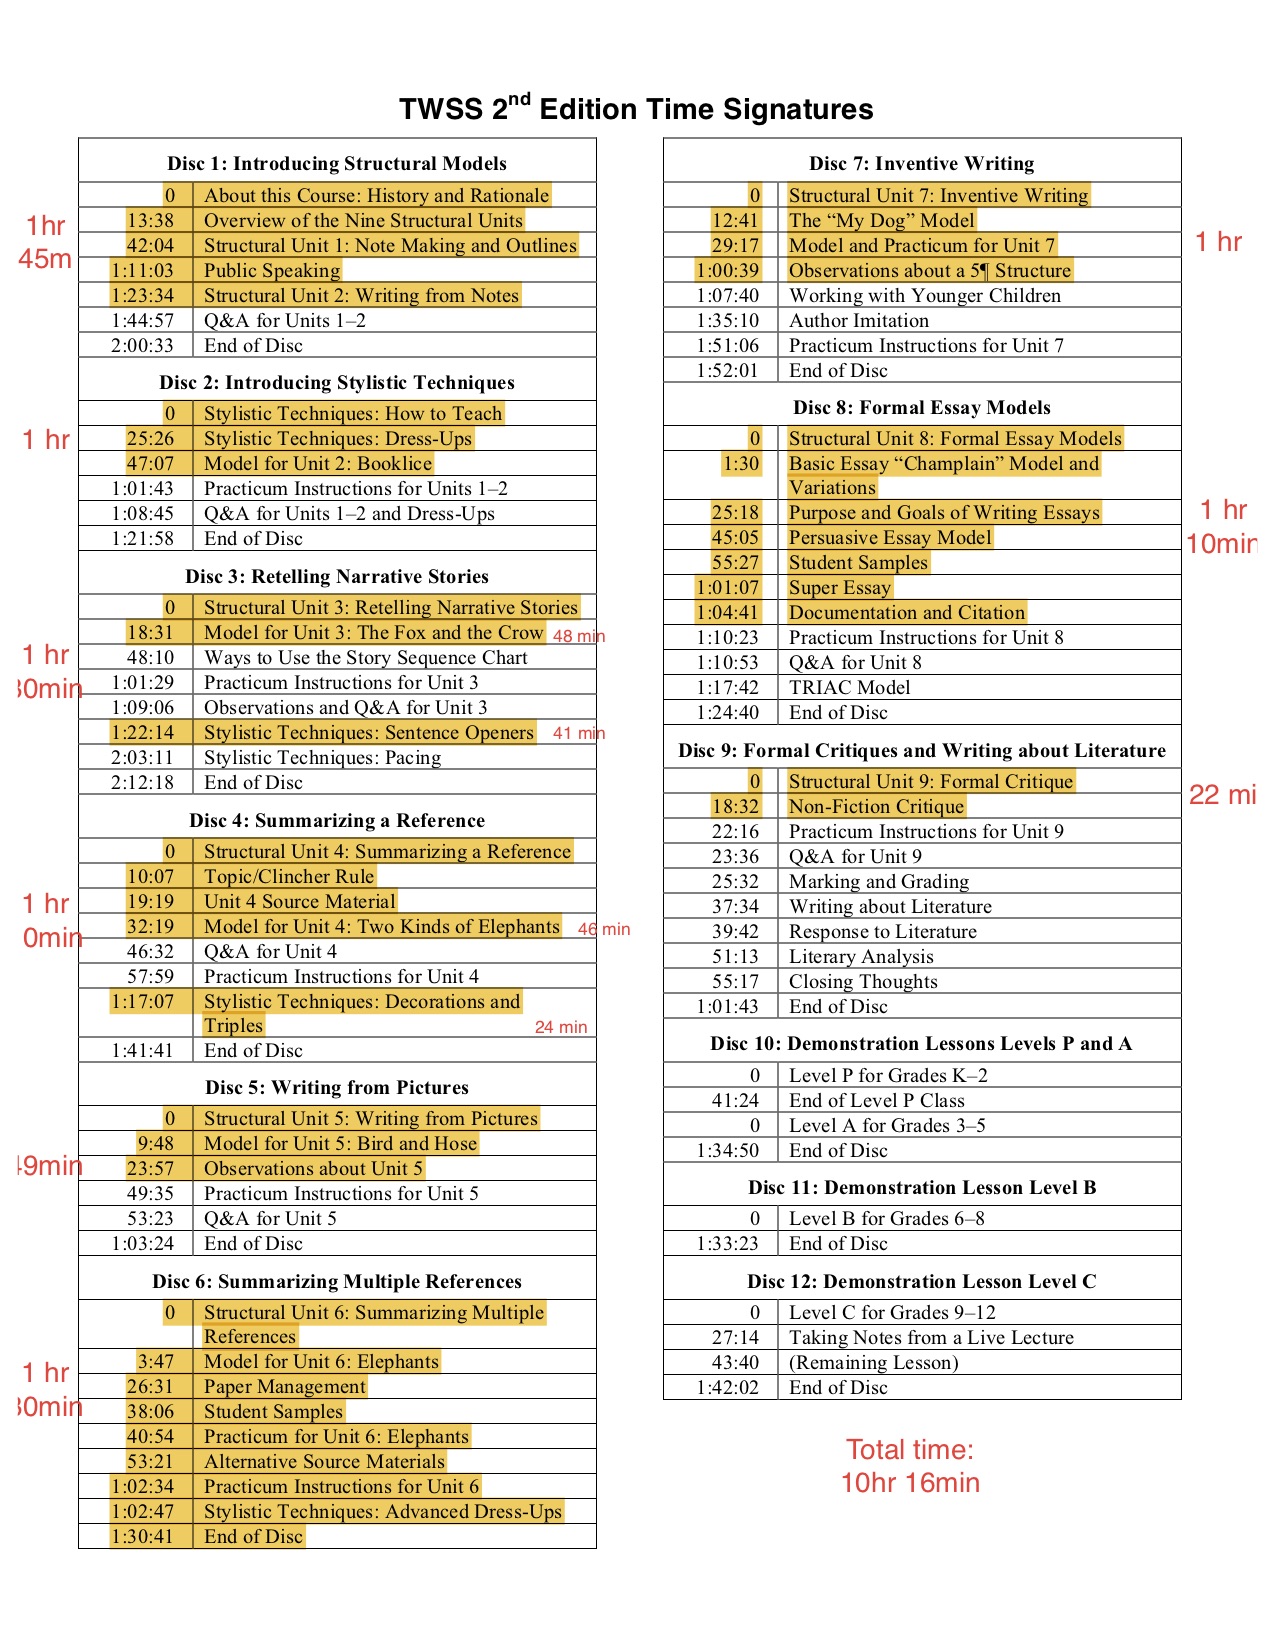 TWSS 2nd Edition Time Signatures
Disc 1: Introducing Structural Models
0 About this Course: History and Rationale
13:38 Overview of the Nine Structural Units
42:04 Structural Unit 1: Note Making and Outlines
1:11:03 Public Speaking
1:23:34 Structural Unit 2: Writing from Notes
1:44:57 Q&A for Units 1–2
2:00:33 End of Disc
1hr
45m
Disc 2: Introducing Stylistic Techniques
0 Stylistic Techniques: How to Teach
25:26 Stylistic Techniques: Dress-Ups
47:07 Model for Unit 2: Booklice
1:01:43 Practicum Instructions for Units 1–2
1:08:45 Q&A for Units 1–2 and Dress-Ups
1:21:58 End of Disc
1 hr
Disc 3: Retelling Narrative Stories
0 Structural Unit 3: Retelling Narrative Stories
18:31 Model for Unit 3: The Fox and the Crow 48 min
48:10 Ways to Use the Story Sequence Chart
1:01:29 Practicum Instructions for Unit 3
1:09:06 Observations and Q&A for Unit 3
1:22:14 Stylistic Techniques: Sentence Openers 41 min
2:03:11 Stylistic Techniques: Pacing
2:12:18 End of Disc
1 hr
30min
Disc 4: Summarizing a Reference
0 Structural Unit 4: Summarizing a Reference
10:07 Topic/Clincher Rule
19:19 Unit 4 Source Material
32:19 Model for Unit 4: Two Kinds of Elephants 46 min
46:32 Q&A for Unit 4
57:59 Practicum Instructions for Unit 4
1:17:07 Stylistic Techniques: Decorations and
Triples 24 min
1:41:41 End of Disc
1 hr
0min
Disc 5: Writing from Pictures
0 Structural Unit 5: Writing from Pictures
9:48 Model for Unit 5: Bird and Hose
23:57 Observations about Unit 5
49:35 Practicum Instructions for Unit 5
53:23 Q&A for Unit 5
1:03:24 End of Disc
49min
Disc 6: Summarizing Multiple References
0 Structural Unit 6: Summarizing Multiple
References
3:47 Model for Unit 6: Elephants
26:31 Paper Management
38:06 Student Samples
40:54 Practicum for Unit 6: Elephants
53:21 Alternative Source Materials
1:02:34 Practicum Instructions for Unit 6
1:02:47 Stylistic Techniques: Advanced Dress-Ups
1:30:41 End of Disc
1 hr
30min
Disc 7: Inventive Writing
0 Structural Unit 7: Inventive Writing
12:41 The “My Dog” Model
29:17 Model and Practicum for Unit 7
1:00:39 Observations about a 5¶ Structure
1:07:40 Working with Younger Children
1:35:10 Author Imitation
1:51:06 Practicum Instructions for Unit 7
1:52:01 End of Disc
1 hr
Disc 8: Formal Essay Models
0 Structural Unit 8: Formal Essay Models
1:30 Basic Essay “Champlain” Model and
Variations
25:18 Purpose and Goals of Writing Essays
45:05 Persuasive Essay Model
55:27 Student Samples
1:01:07 Super Essay
1:04:41 Documentation and Citation
1:10:23 Practicum Instructions for Unit 8
1:10:53 Q&A for Unit 8
1:17:42 TRIAC Model
1:24:40 End of Disc
1 hr
10min
Disc 9: Formal Critiques and Writing about Literature
0 Structural Unit 9: Formal Critique
18:32 Non-Fiction Critique
22:16 Practicum Instructions for Unit 9
23:36 Q&A for Unit 9
25:32 Marking and Grading
37:34 Writing about Literature
39:42 Response to Literature
51:13 Literary Analysis
55:17 Closing Thoughts
1:01:43 End of Disc
22 mi
Disc 10: Demonstration Lessons Levels P and A
0 Level P for Grades K–2
41:24 End of Level P Class
0 Level A for Grades 3–5
1:34:50 End of Disc
Disc 11: Demonstration Lesson Level B
0 Level B for Grades 6–8
1:33:23 End of Disc
Disc 12: Demonstration Lesson Level C
0 Level C for Grades 9–12
27:14 Taking Notes from a Live Lecture
43:40 (Remaining Lesson)
1:42:02 End of Disc
Total time:
10hr 16min